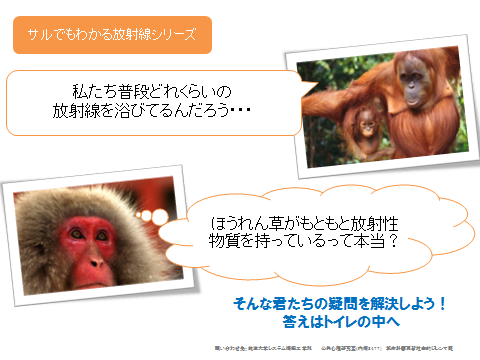 サルでもわかる放射線シリーズ
私たち普段どれくらいの
放射線を浴びてるんだろう・・・
ほうれん草がもともと放射性
物質を持っているって本当？
そんな君たちの疑問を解決しよう！
答えはトイレの中へ